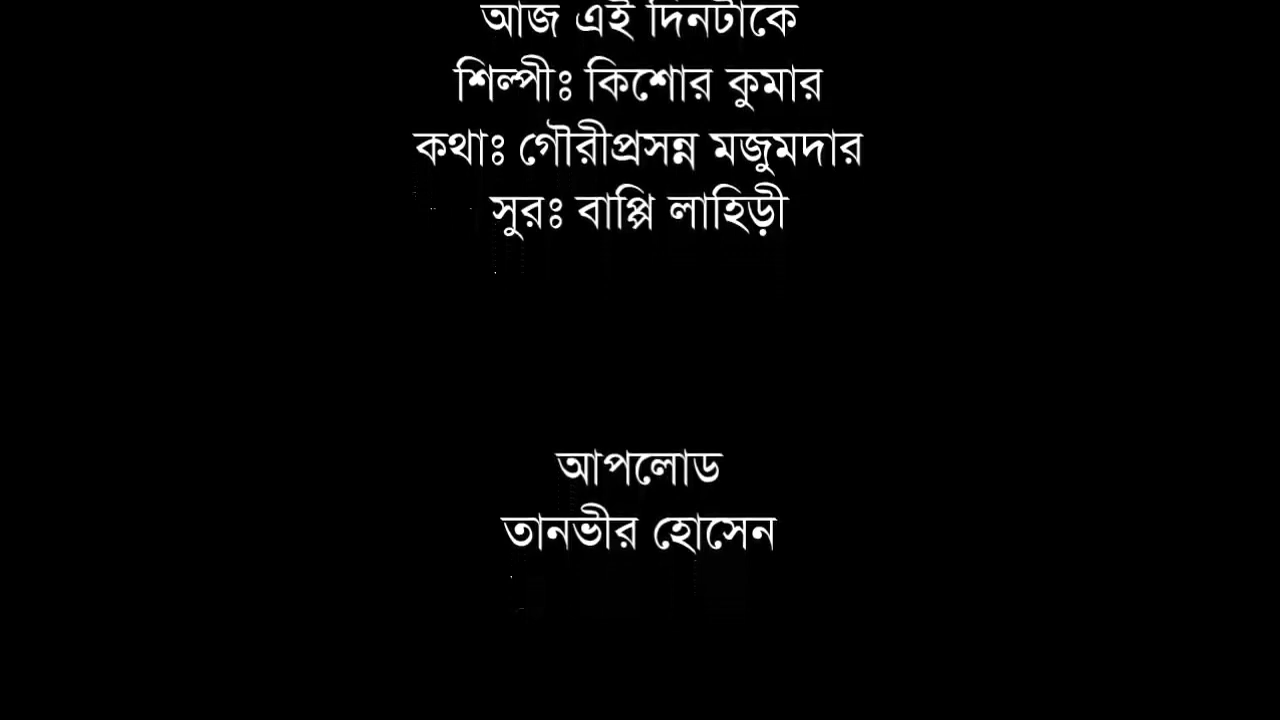 আজ এই দিনটাকে
শিল্পীঃ কিশোর কুমার
কথাঃ গৌরীপ্রসন্ন মজুমদার
সুরঃ বাপ্পি লাহিড়ী
আপলোড
তানভীর হোসেন